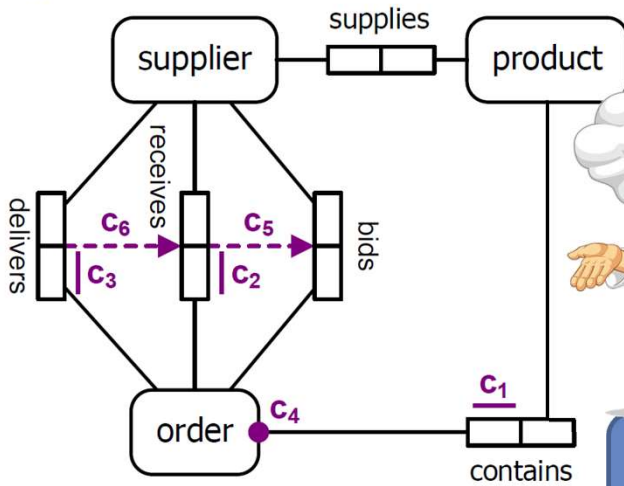 supplies
supplier
product
receives
delivers
bids
c6
c5
c3
c2
c1
c4
order
contains